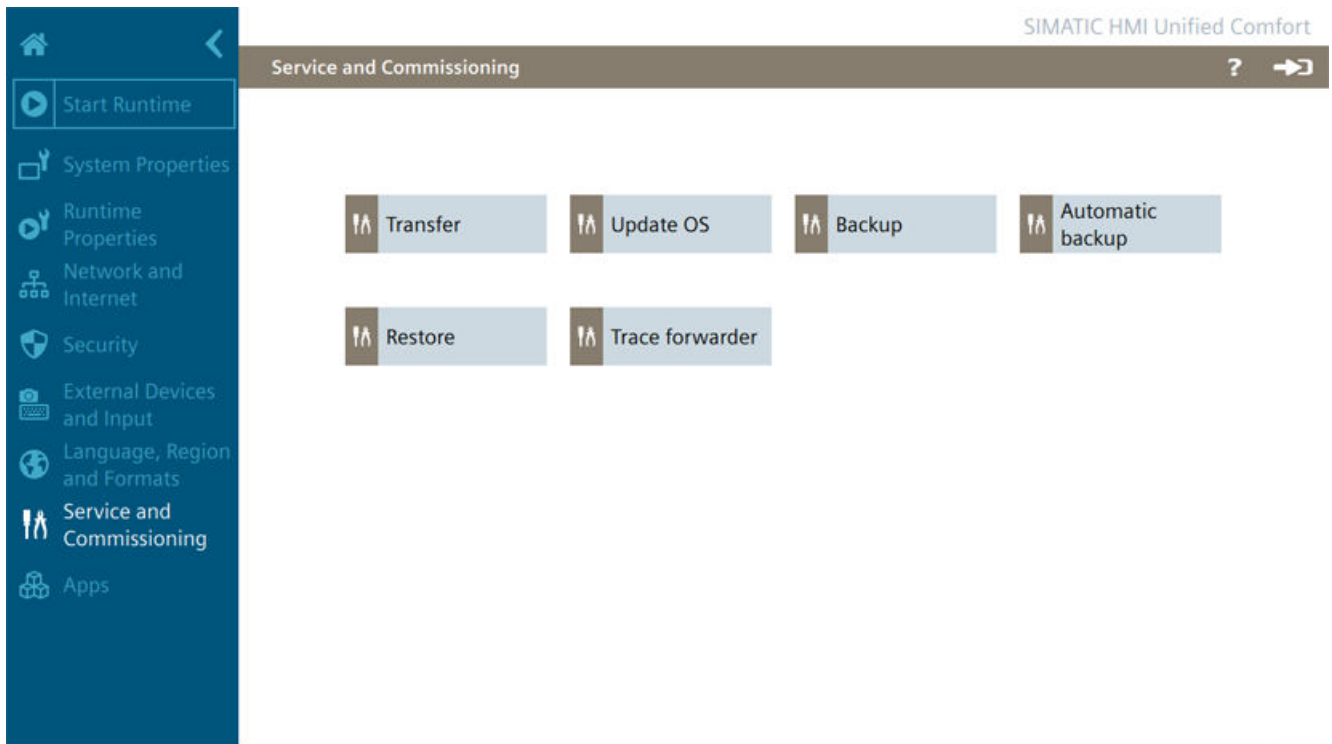 SIMATIC HMI Unified Comfort
Service and Commissioning
?
Start Runtime
System Properties
Runtime
Properties
Network and
Internet
Security
External Devices
and Input
Language, Region
and Formats
Service and
Commissioning
Apps
Transfer
Update OS
Backup
Automatic
backup
Restore
Trace forwarder